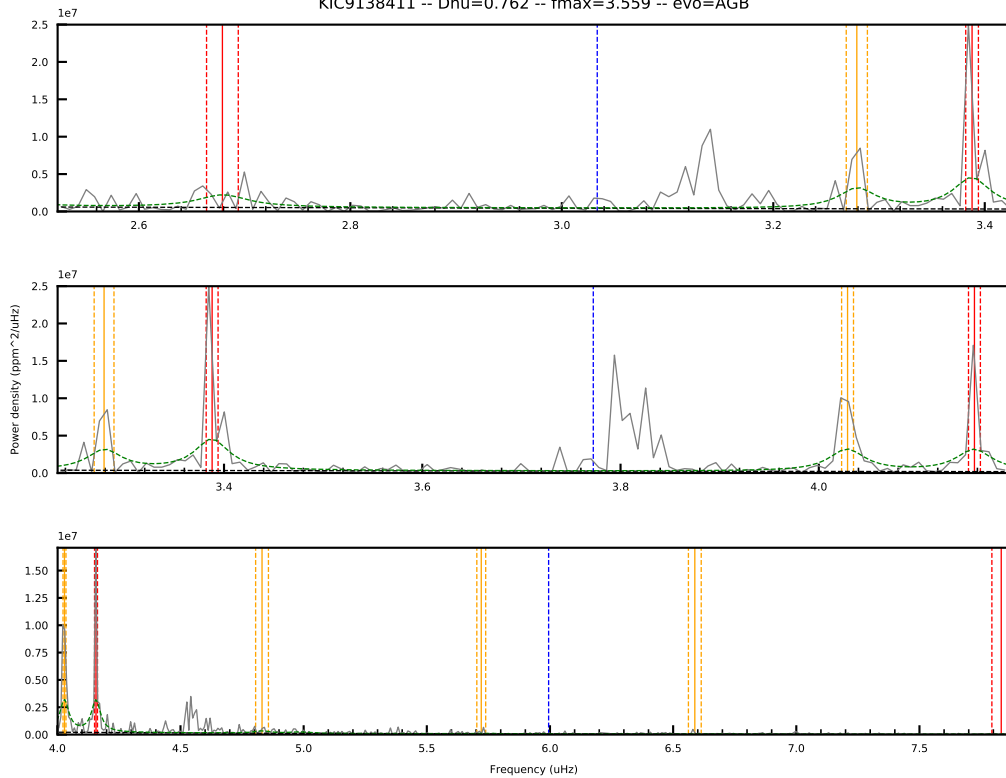 KIC9138411 -- Dnu=0.762 -- fmax=3.559 -- evo=AGB
1e7
2.5
2.0
1.5
1.0
0.5
0.0
2.6 2.8 3.0 3.2 3.4
1e7
2.5
2.0
1.5
1.0
0.5
0.0
3.4 3.6 3.8 4.0
Power density (ppm^2/uHz)
1e7
1.50
1.25
1.00
0.75
0.50
0.25
0.00
4.0 4.5 5.0 5.5 6.0 6.5 7.0 7.5
Frequency (uHz)